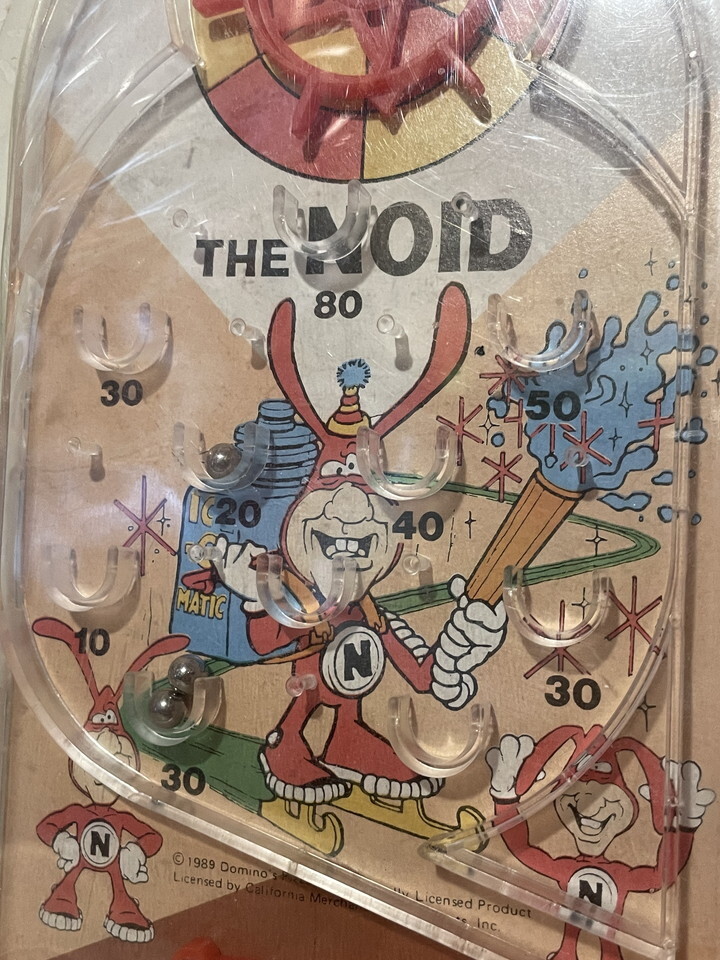 THE NOID
80
30
50
20
40
IC
MATIC
10
N
30
30
N
N
© 1989 Domino's Licensed Product
Licensed by California Inc.